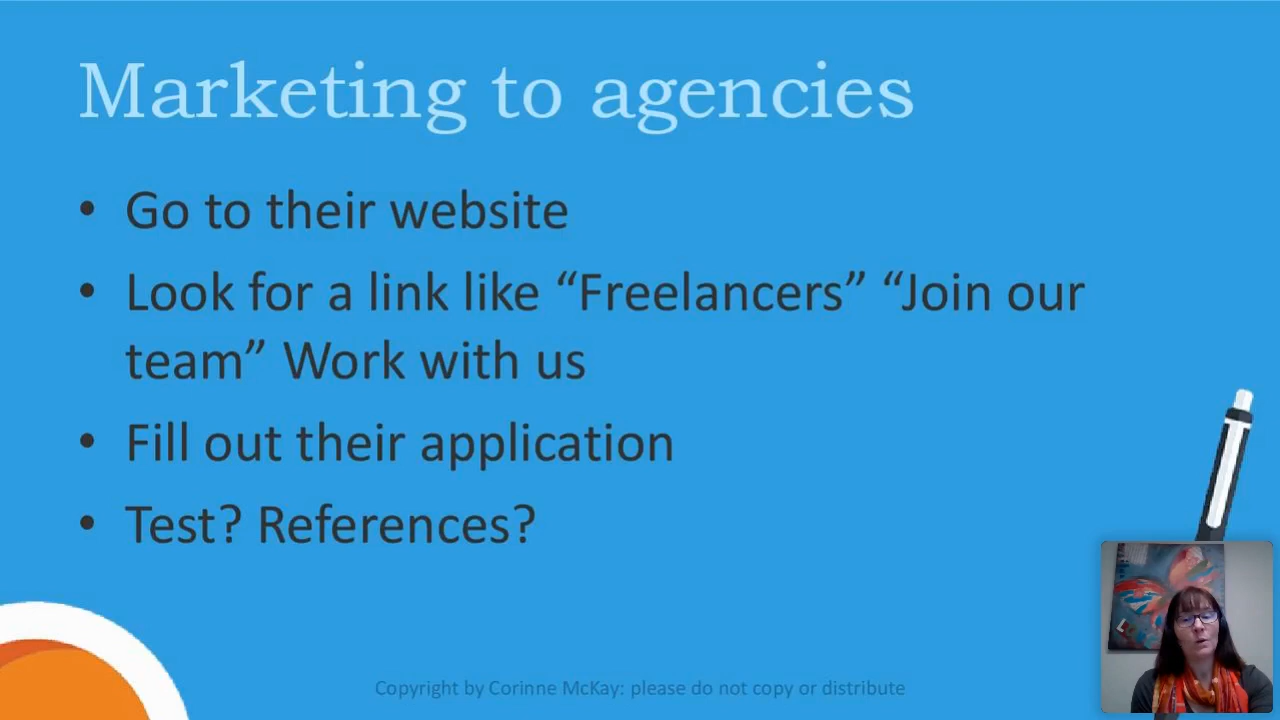 Marketing to agencies
• Go to their website
• Look for a link like “Freelancers” “Join our
team” Work with us
• Fill out their application
• Test? References?
Copyright by Corinne McKay: please do not copy or distribute